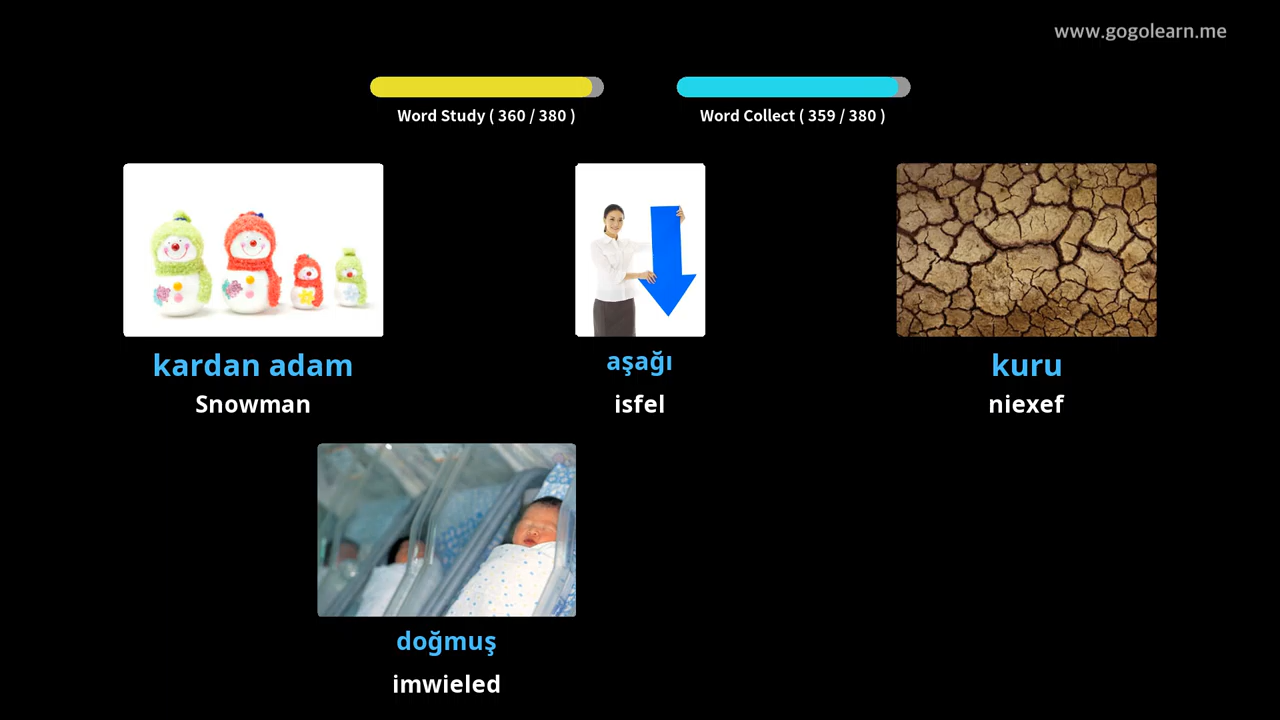 www.gogolearn.me
Word Study ( 360 / 380 )
Word Collect ( 359 / 380 )
kardan adam
Snowman
aşağı
isfel
kuru
niexef
doğmuş
imwieled